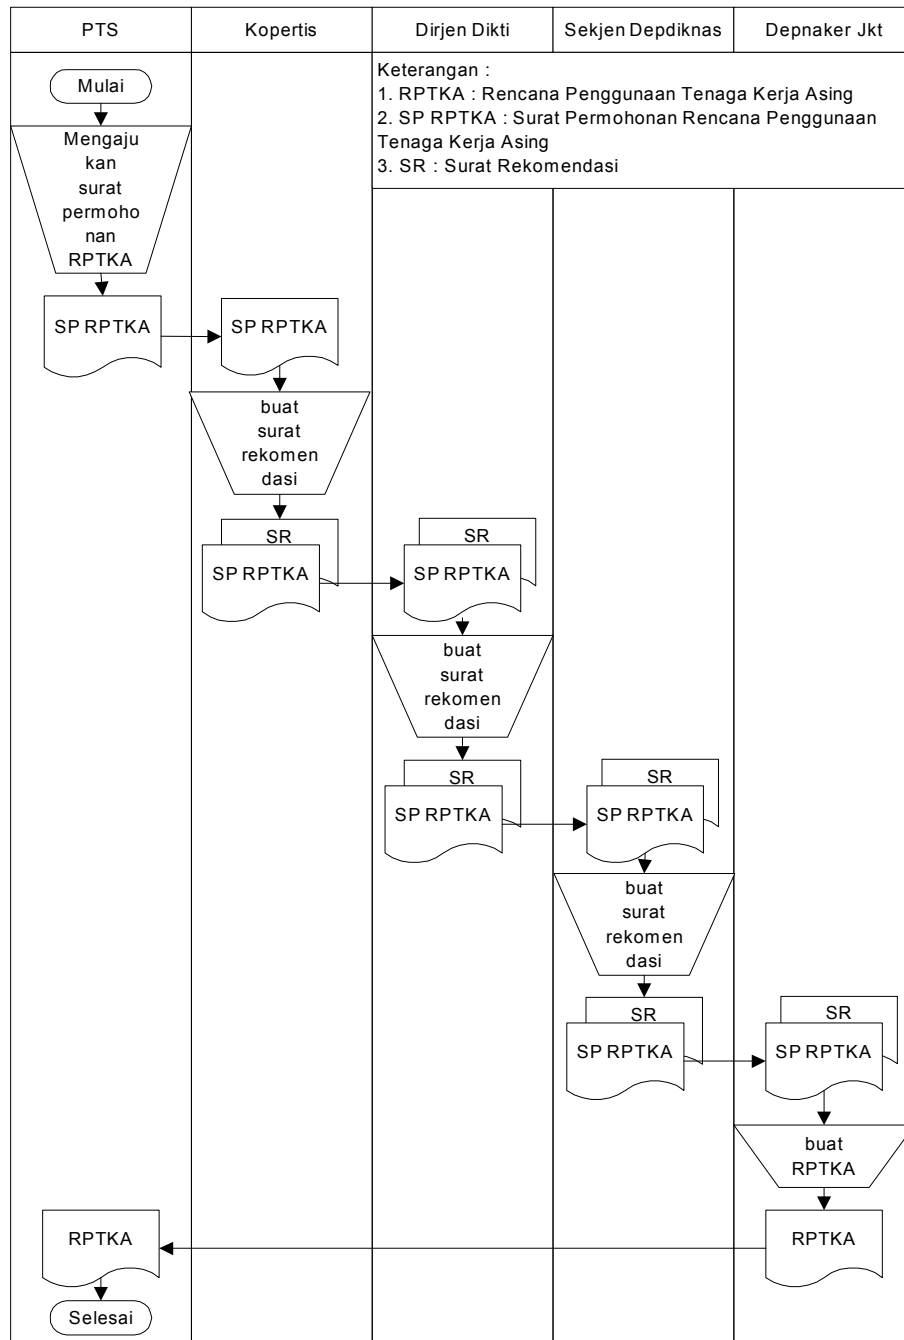 PTS
Kopertis
Dirjen Dikti
Sekjen Depdiknas
Depnaker Jkt
Keterangan :
1. RPTKA : Rencana Penggunaan Tenaga Kerja Asing
2. SP RPTKA : Surat Permohonan Rencana Penggunaan
Tenaga Kerja Asing
3. SR : Surat Rekomendasi
Mulai
Mengaju
kan
surat
permoho
nan
RPTKA
SP RPTKA
SP RPTKA
buat
surat
rekomen
dasi
SR
SP RPTKA
SR
SP RPTKA
buat
surat
rekomen
dasi
SR
SP RPTKA
SR
SP RPTKA
buat
surat
rekomen
dasi
SR
SP RPTKA
SR
SP RPTKA
buat
RPTKA
RPTKA
RPTKA
Selesai